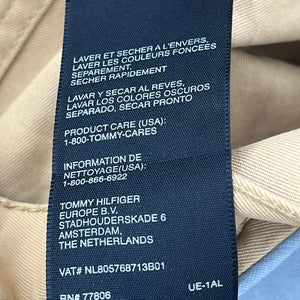 LAVER ET SECHER A L'ENVERS,
LAVER LES COULEURS FONCÉES
SEPAREMENT,
SECHER RAPIDEMENT
LAVAR Y SECAR AL REVES,
LAVAR LOS COLORES OSCUROS
SEPARADO, SECAR PRONTO
PRODUCT CARE (USA):
1-800-TOMMY-CARES
INFORMATION DE
NETTOYAGE(USA):
1-800-866-6922
TOMMY HILFIGER
EUROPE B.V.
STADHOUDERSKADE 6
AMSTERDAM,
THE NETHERLANDS
VAT# NL805768713B01
RN# 77806
UE-1AL